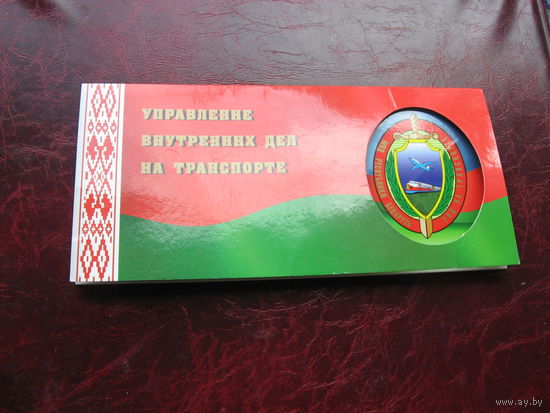 УПРАВЛЕНИЕ
ВНУТРЕННИХ ДЕЛ
НА ТРАНСПОРТЕ
www.ay.by